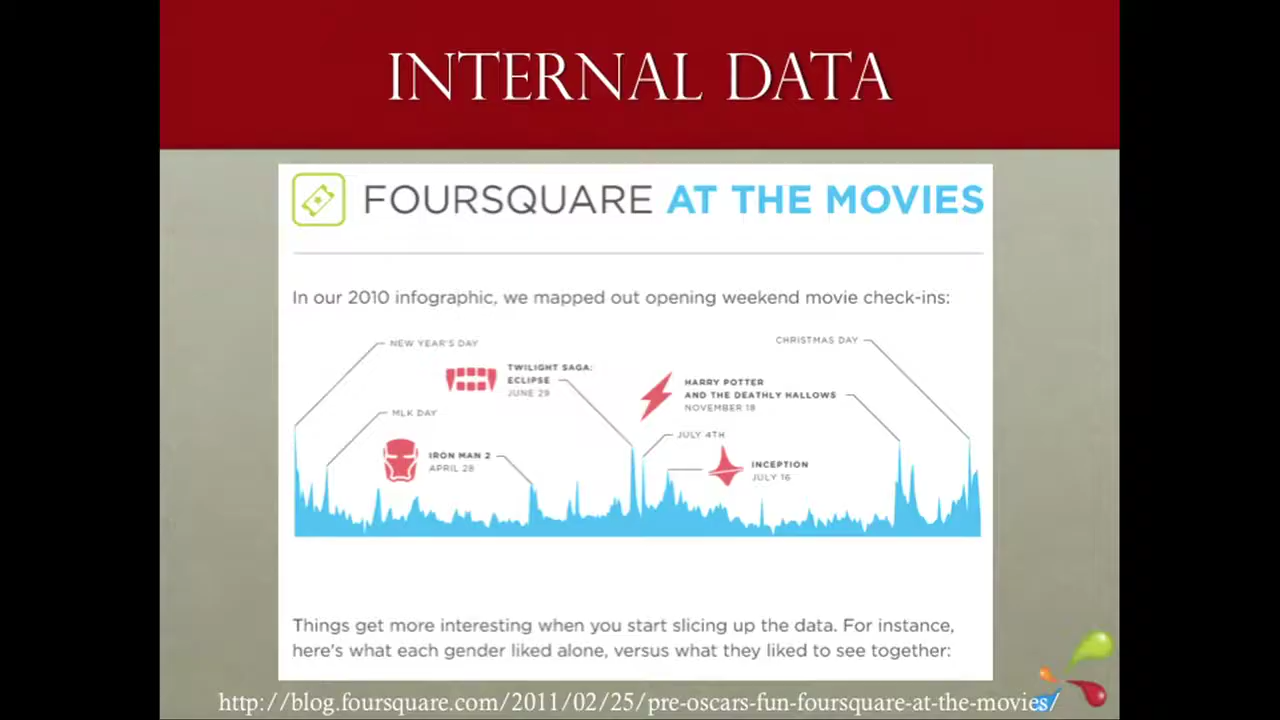 INTERNAL DATA
FOURSQUARE AT THE MOVIES
In our 2010 infographic, we mapped out opening weekend movie check-ins:
NEW YEAR'S DAY
CHRISTMAS DAY
TWILIGHT SAGA:
ECLIPSE
JUNE 29
HARRY POTTER
AND THE DEATHLY HALLOWS
NOVEMBER 18
MLK DAY
JULY 4TH
IRON MAN 2
APRIL 28
INCEPTION
JULY 16
Things get more interesting when you start slicing up the data. For instance,
here's what each gender liked alone, versus what they liked to see together:
http://blog.foursquare.com/2011/02/25/pre-oscars-fun-foursquare-at-the-movies/